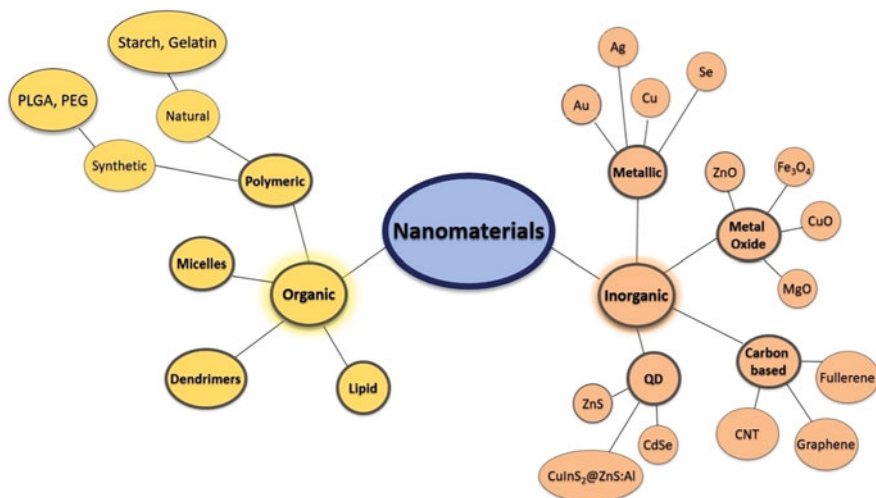 Starch, Gelatin
PLGA, PEG
Natural
Synthetic
Polymeric
Micelles
Organic
Dendrimers
Lipid
Nanomaterials
Ag
Se
Au
Cu
Metallic
ZnO
Fe₃O₄
Metal
Oxide
CuO
MgO
Inorganic
Carbon
based
Fullerene
CNT
Graphene
QD
ZnS
CdSe
CuInS₂@ZnS:Al